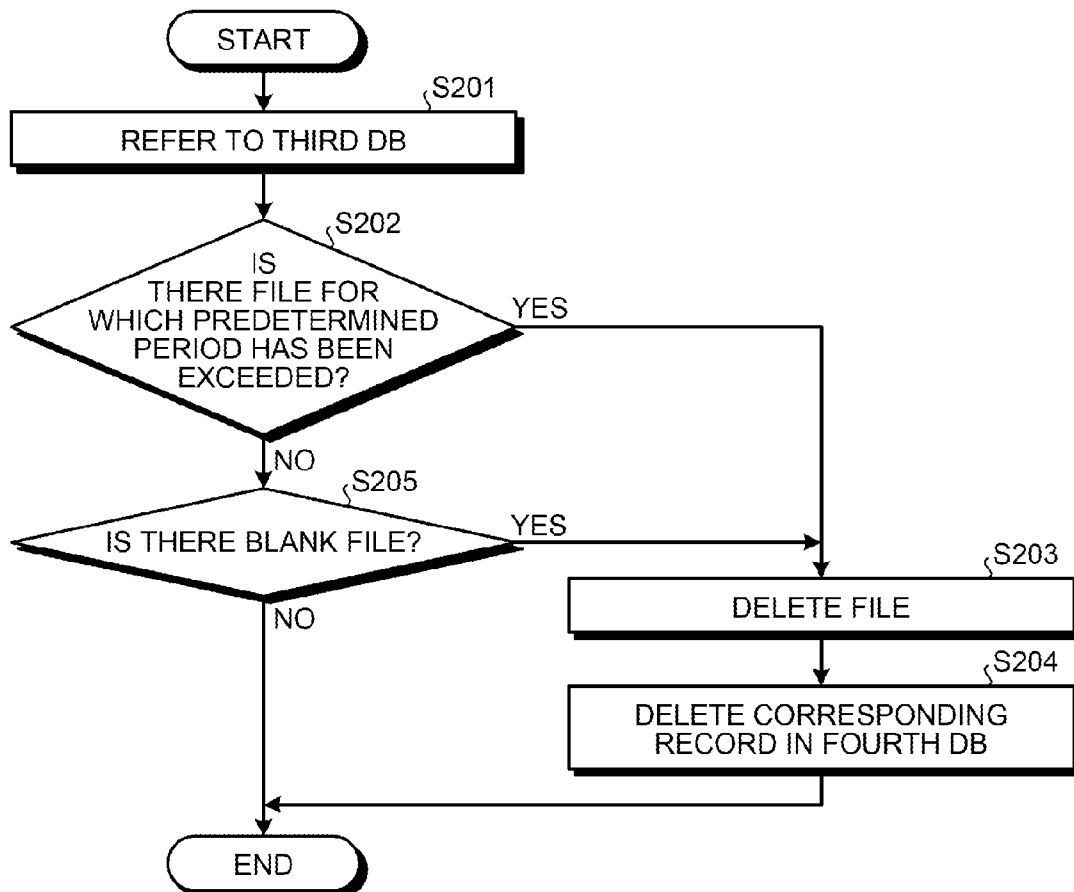 START
S201
REFER TO THIRD DB
S202
IS
THERE FILE FOR
WHICH PREDETERMINED
PERIOD HAS BEEN
EXCEEDED?
YES
NO
S205
IS THERE BLANK FILE?
YES
NO
S203
DELETE FILE
S204
DELETE CORRESPONDING
RECORD IN FOURTH DB
END